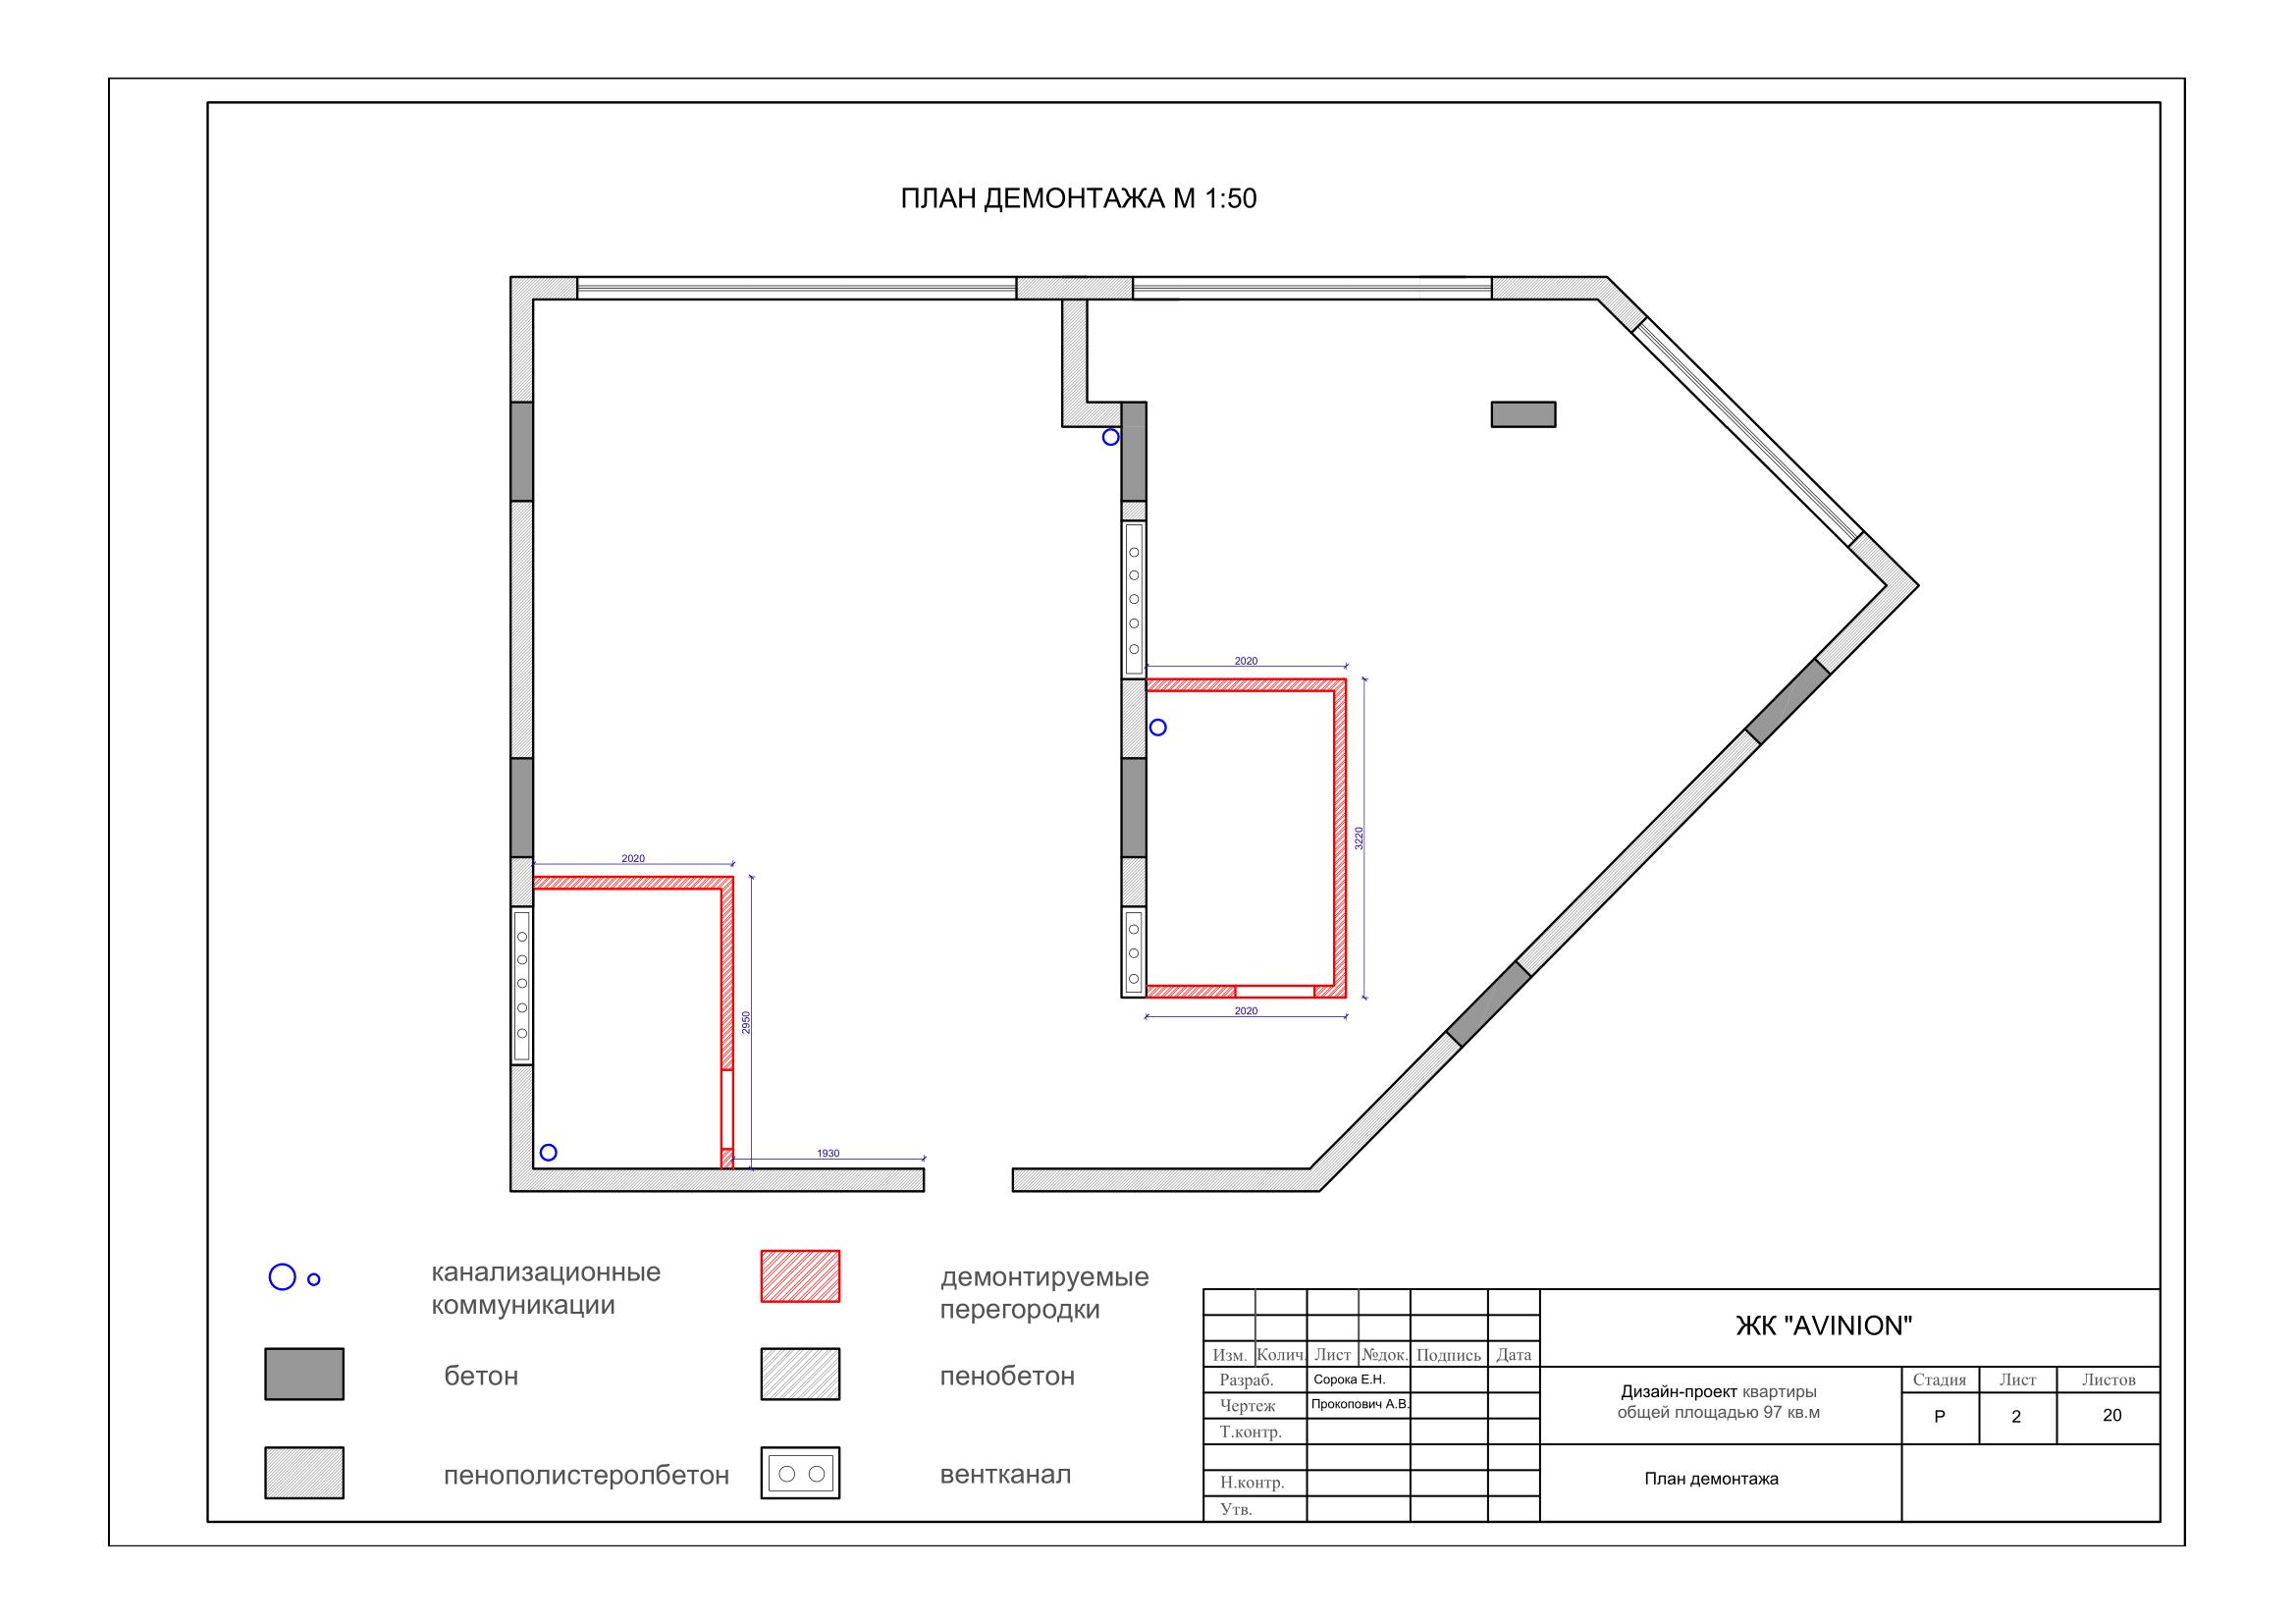 ПЛАН ДЕМОНТАЖА М 1:50
2020
3220
2020
2950
2020
1930
канализационные
коммуникации
демонтируемые
перегородки
бетон
пенобетон
пенополистеролбетон
вентканал
ЖК "AVINION"
Изм. Колич. Лист №док. Подпись Дата
Разраб. Сорока Е.Н.
Чертеж Прокопович А.В.
Т.контр.
Н.контр.
Утв.
Дизайн-проект квартиры
общей площадью 97 кв.м
Стадия Лист Листов
Р 2 20
План демонтажа